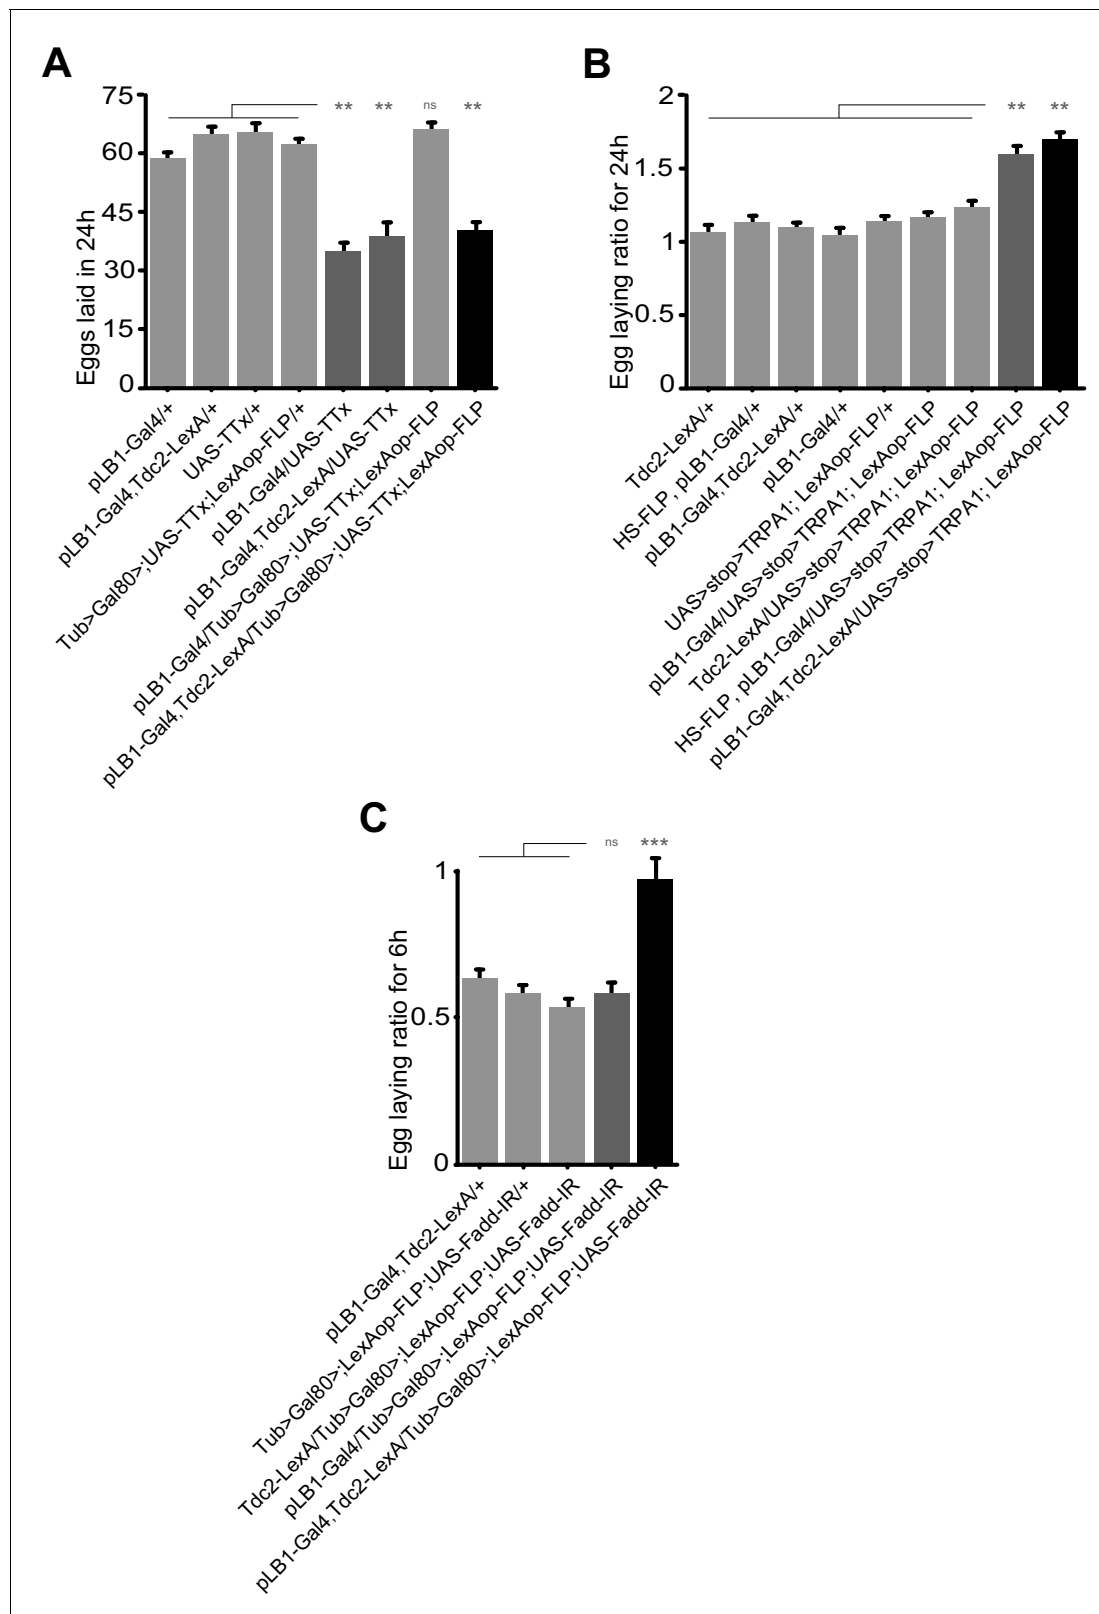 A
Eggs laid in 24h
75
60
45
30
15
0
** ** ns **
pLB1-Gal4/+
pLB1-Gal4,Tdc2-LexA/+
UAS-TTx/+
Tub>Gal80>;UAS-TTx;LexAop-FLP/+
pLB1-Gal4/UAS-TTx
pLB1-Gal4,Tdc2-LexA/UAS-TTx
pLB1-Gal4/Tub>Gal80>;UAS-TTx;LexAop-FLP
pLB1-Gal4,Tdc2-LexA/Tub>Gal80>;UAS-TTx;LexAop-FLP
B
Egg laying ratio for 24h
2
1.5
1
0.5
0
** **
Tdc2-LexA/+
HS-FLP, pLB1-Gal4/+
pLB1-Gal4,Tdc2-LexA/+
pLB1-Gal4/+
UAS>stop>TRPA1; LexAop-FLP/+
pLB1-Gal4/UAS>stop>TRPA1; LexAop-FLP
Tdc2-LexA/UAS>stop>TRPA1; LexAop-FLP
HS-FLP, pLB1-Gal4/UAS>stop>TRPA1; LexAop-FLP
pLB1-Gal4,Tdc2-LexA/UAS>stop>TRPA1; LexAop-FLP
C
Egg laying ratio for 6h
1
0.5
0
ns ***
pLB1-Gal4,Tdc2-LexA/+
Tub>Gal80>;LexAop-FLP;UAS-Fadd-IR/+
Tdc2-LexA/Tub>Gal80>;LexAop-FLP;UAS-Fadd-IR
pLB1-Gal4/Tub>Gal80>;LexAop-FLP;UAS-Fadd-IR
pLB1-Gal4,Tdc2-LexA/Tub>Gal80>;LexAop-FLP;UAS-Fadd-IR